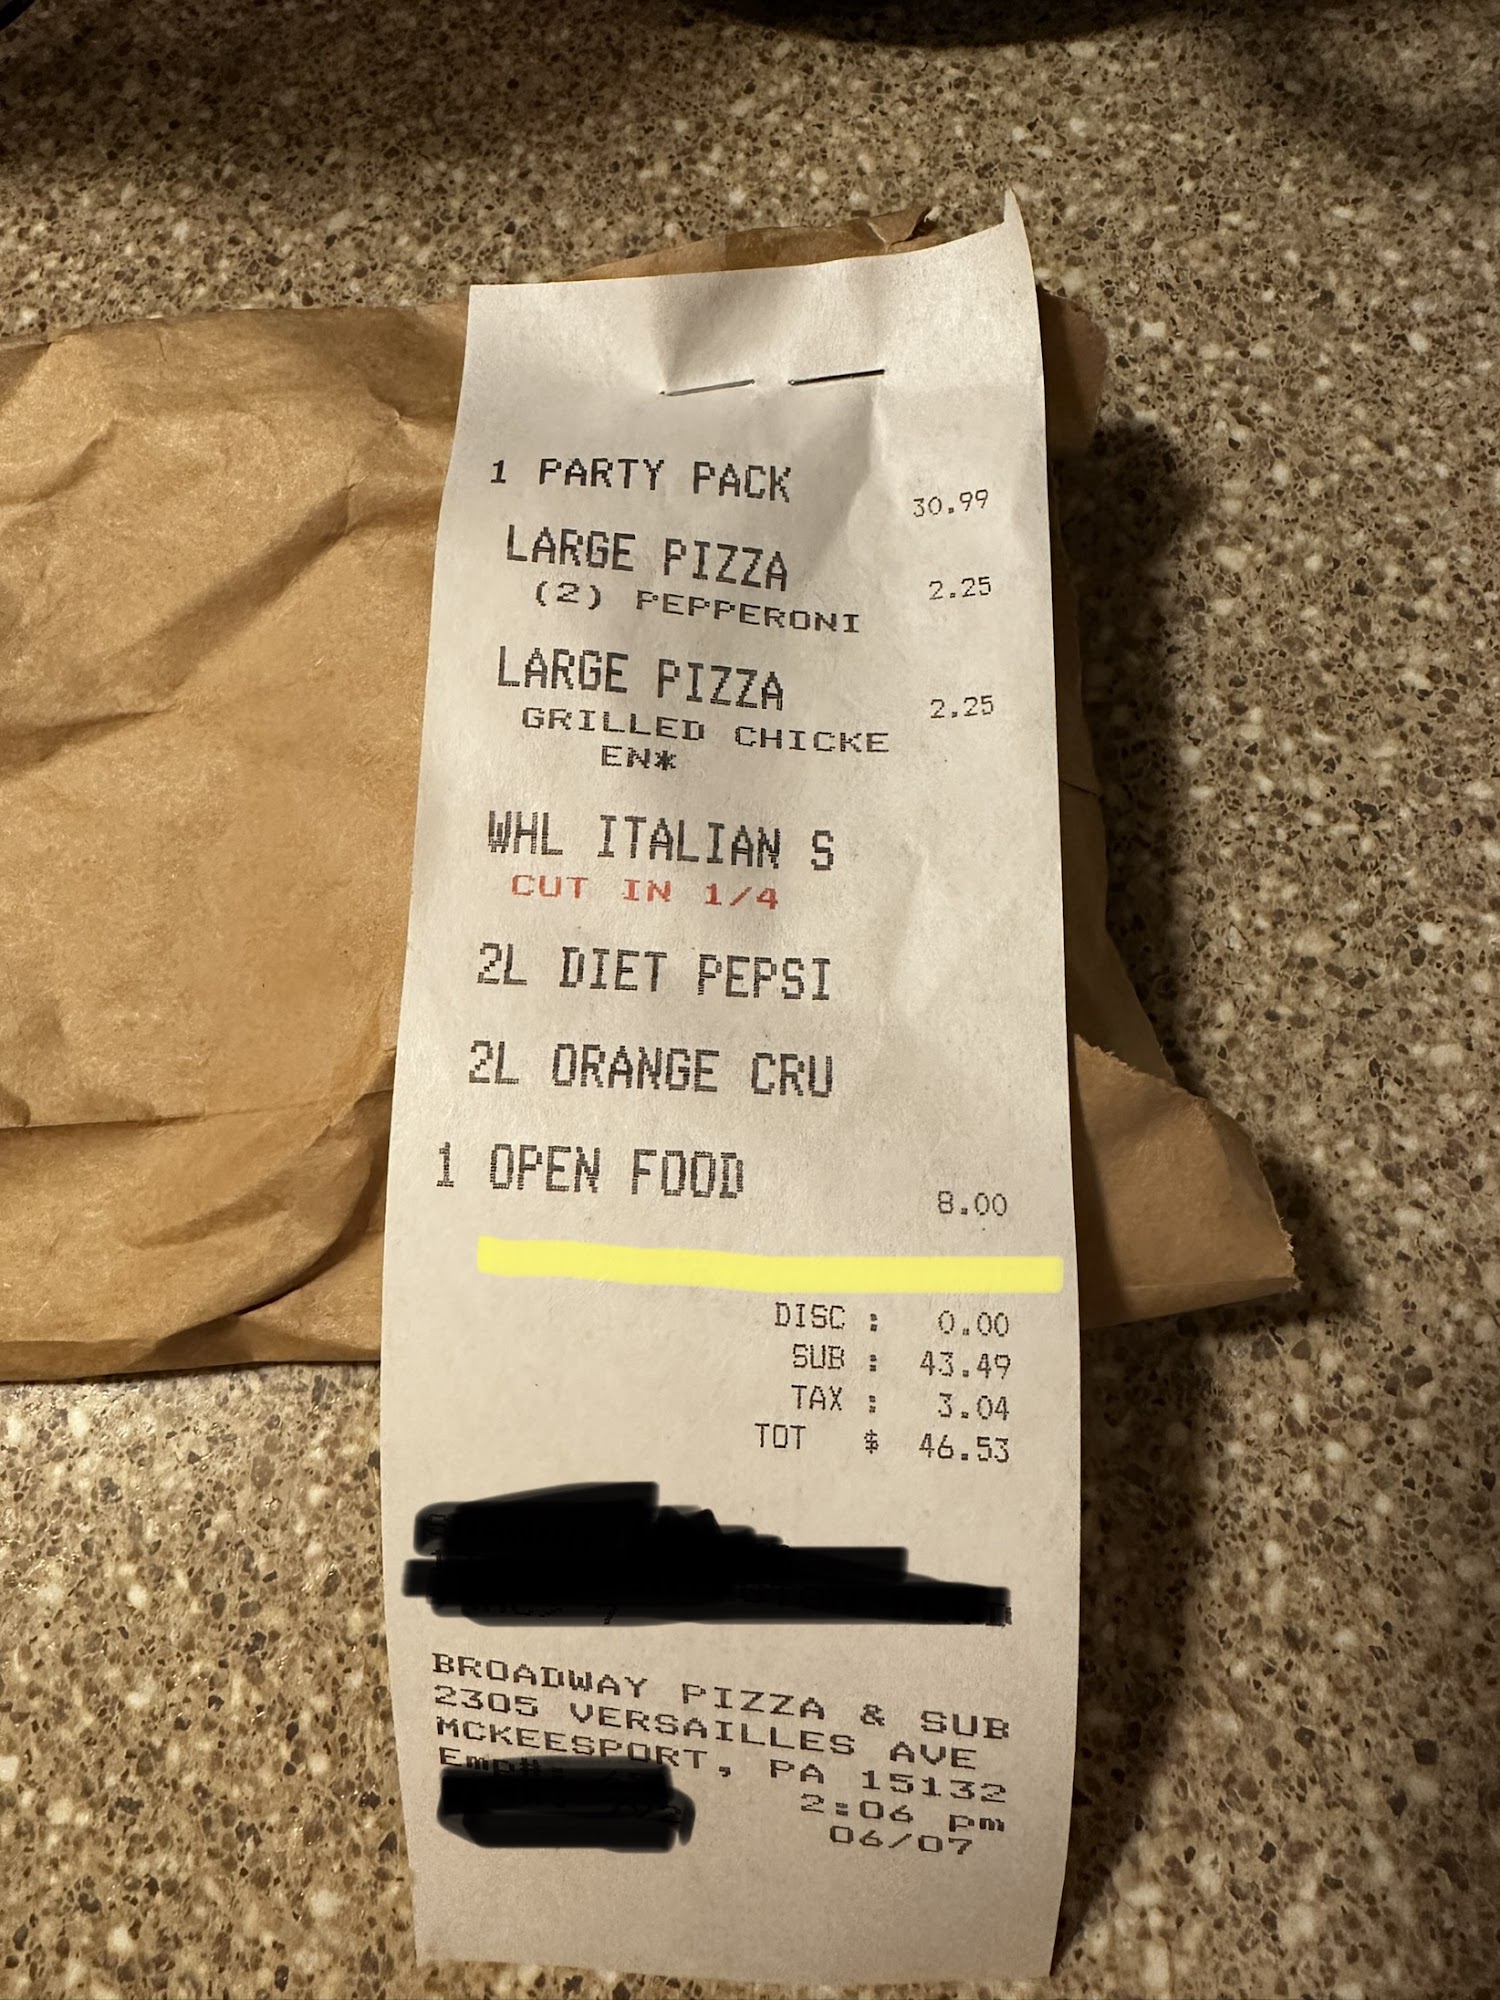 1 PARTY PACK
30.99
LARGE PIZZA
2.25
(2) PEPPERONI
LARGE PIZZA
2.25
GRILLED CHICKE
EN*
WHL ITALIAN S
CUT IN 1/4
2L DIET PEPSI
2L ORANGE CRU
1 OPEN FOOD
8.00
DISC : 0.00
SUB : 43.49
TAX : 3.04
TOT $ 46.53
BROADWAY PIZZA & SUB
2305 VERSAILLES AVE
MCKEESPORT, PA 15132
Emp#:
2:06 pm
06/07